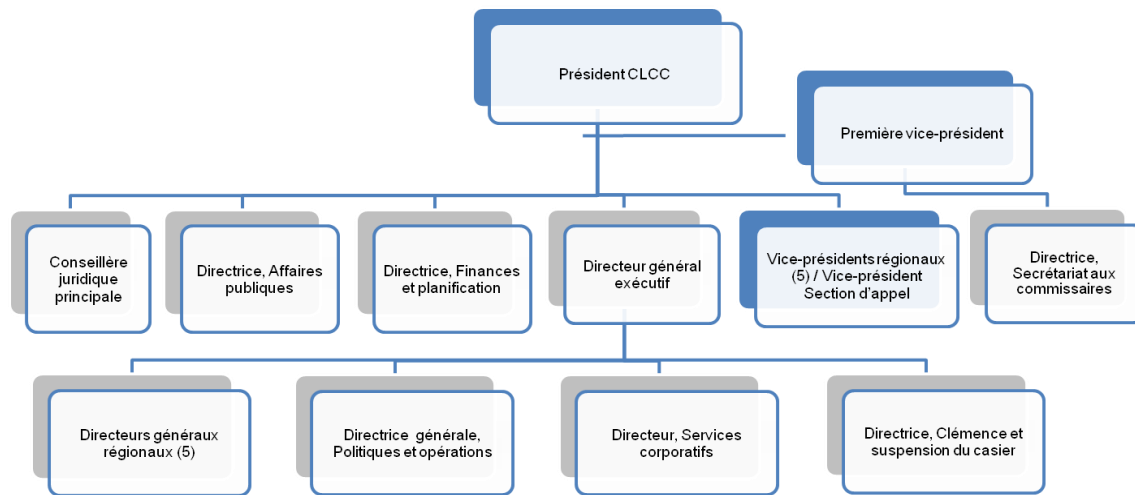 Président CLCC
Première vice-président
Conseillère
juridique
principale
Directrice, Affaires
publiques
Directrice, Finances
et planification
Directeur général
exécutif
Vice-présidents régionaux
(5) / Vice-président
Section d'appel
Directrice,
Secrétariat aux
commissaires
Directeurs généraux
régionaux (5)
Directrice générale,
Politiques et opérations
Directeur, Services
corporatifs
Directrice, Clémence et
suspension du casier